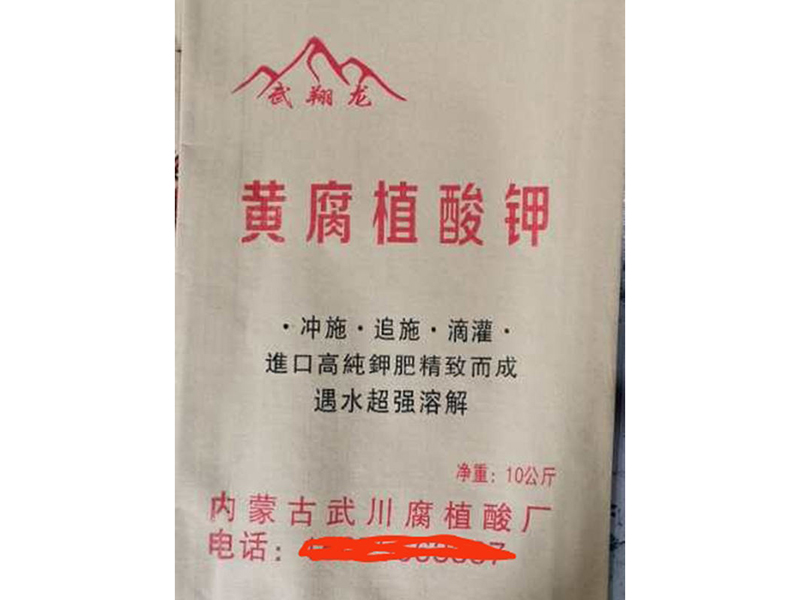 武翔龙
黄腐植酸钾
·冲施·追施·滴灌·
進口高純鉀肥精致而成
遇水超强溶解
净重：10公斤
内蒙古武川腐植酸厂
电话：